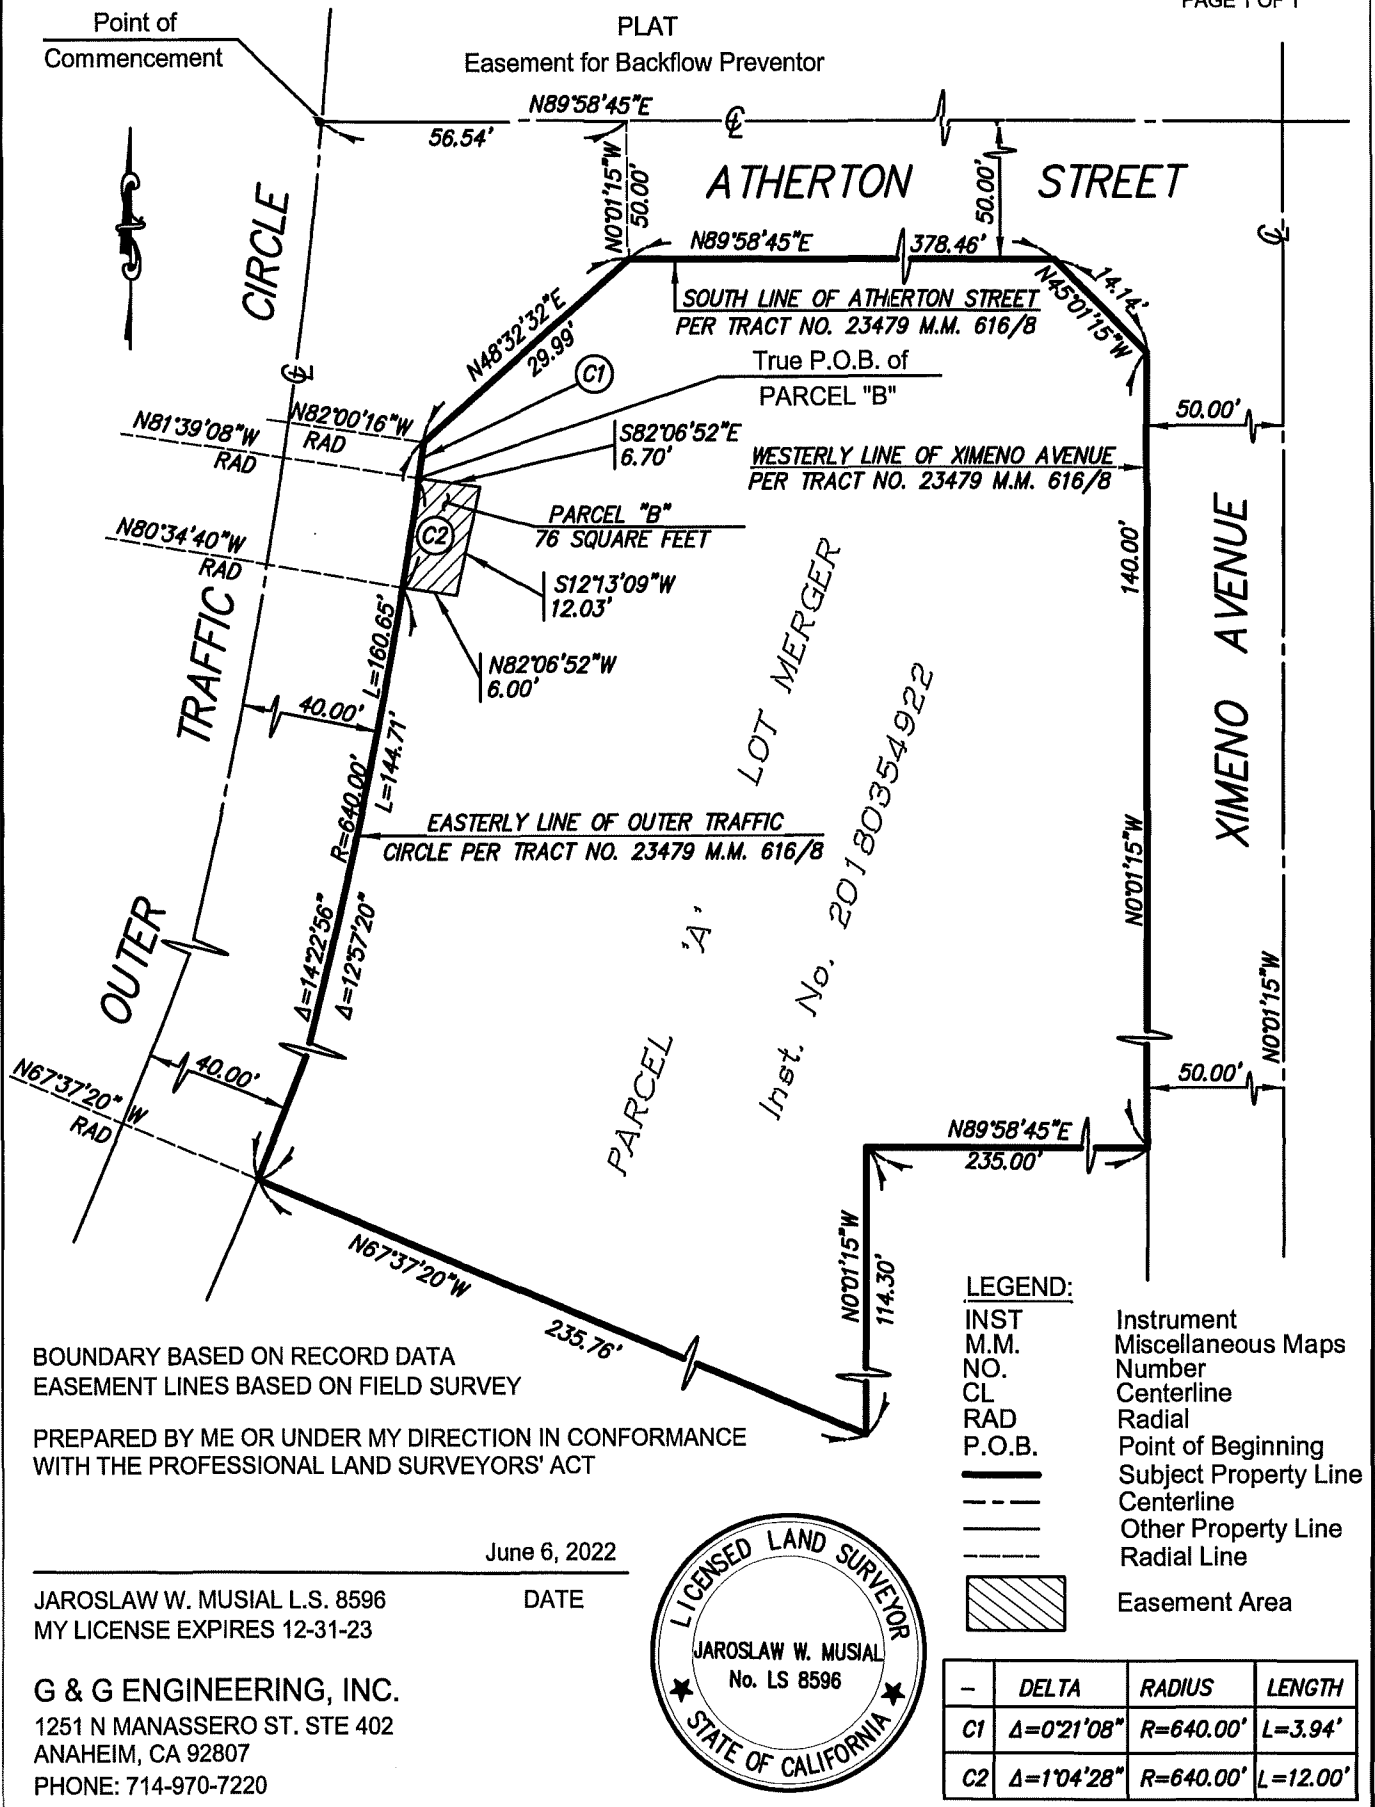 PAGE 1 OF 1
Point of
Commencement
PLAT
Easement for Backflow Preventor
N89°58'45"E
56.54'
N0°01'15"W
50.00'
ATHERTON STREET
50.00'
N89°58'45"E
378.46'
SOUTH LINE OF ATHERTON STREET
PER TRACT NO. 23479 M.M. 616/8
14.14'
N45°01'15"W
CIRCLE
N48°32'32"E
29.99'
C1
True P.O.B. of
PARCEL "B"
N82°00'16"W
RAD
N81°39'08"W
RAD
S82°06'52"E
6.70'
50.00'
WESTERLY LINE OF XIMENO AVENUE
PER TRACT NO. 23479 M.M. 616/8
C2
PARCEL "B"
76 SQUARE FEET
N80°34'40"W
RAD
S12°13'09"W
12.03'
140.00'
N82°06'52"W
6.00'
TRAFFIC
L=160.65'
40.00'
L=144.71'
R=640.00'
LOT MERGER
XIMENO AVENUE
EASTERLY LINE OF OUTER TRAFFIC
CIRCLE PER TRACT NO. 23479 M.M. 616/8
N0°01'15"W
OUTER
Δ=14°22'56"
Δ=12°57'20"
PARCEL 'A'
Inst. No. 20180354922
N0°01'15"W
40.00'
N67°37'20"W
RAD
50.00'
N89°58'45"E
235.00'
N67°37'20"W
235.76'
N0°01'15"W
114.30'
LEGEND:
INST Instrument
M.M. Miscellaneous Maps
NO. Number
CL Centerline
RAD Radial
P.O.B. Point of Beginning
Subject Property Line
Centerline
Other Property Line
Radial Line
Easement Area
BOUNDARY BASED ON RECORD DATA
EASEMENT LINES BASED ON FIELD SURVEY
PREPARED BY ME OR UNDER MY DIRECTION IN CONFORMANCE
WITH THE PROFESSIONAL LAND SURVEYORS' ACT
June 6, 2022
JAROSLAW W. MUSIAL L.S. 8596 DATE
MY LICENSE EXPIRES 12-31-23
G & G ENGINEERING, INC.
1251 N MANASSERO ST. STE 402
ANAHEIM, CA 92807
PHONE: 714-970-7220
LICENSED LAND SURVEYOR
JAROSLAW W. MUSIAL
No. LS 8596
STATE OF CALIFORNIA
– DELTA RADIUS LENGTH
C1 Δ=0°21'08" R=640.00' L=3.94'
C2 Δ=1°04'28" R=640.00' L=12.00'